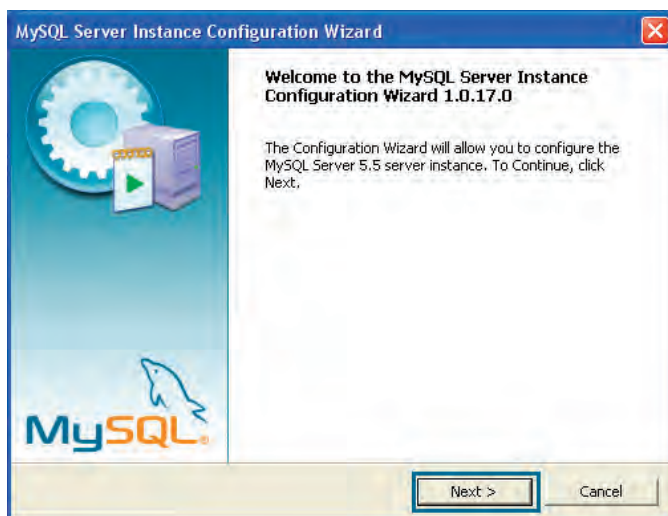 MySQL Server Instance Configuration Wizard
Welcome to the MySQL Server Instance
Configuration Wizard 1.0.17.0
The Configuration Wizard will allow you to configure the
MySQL Server 5.5 server instance. To Continue, click
Next.
MySQL®
Next >
Cancel